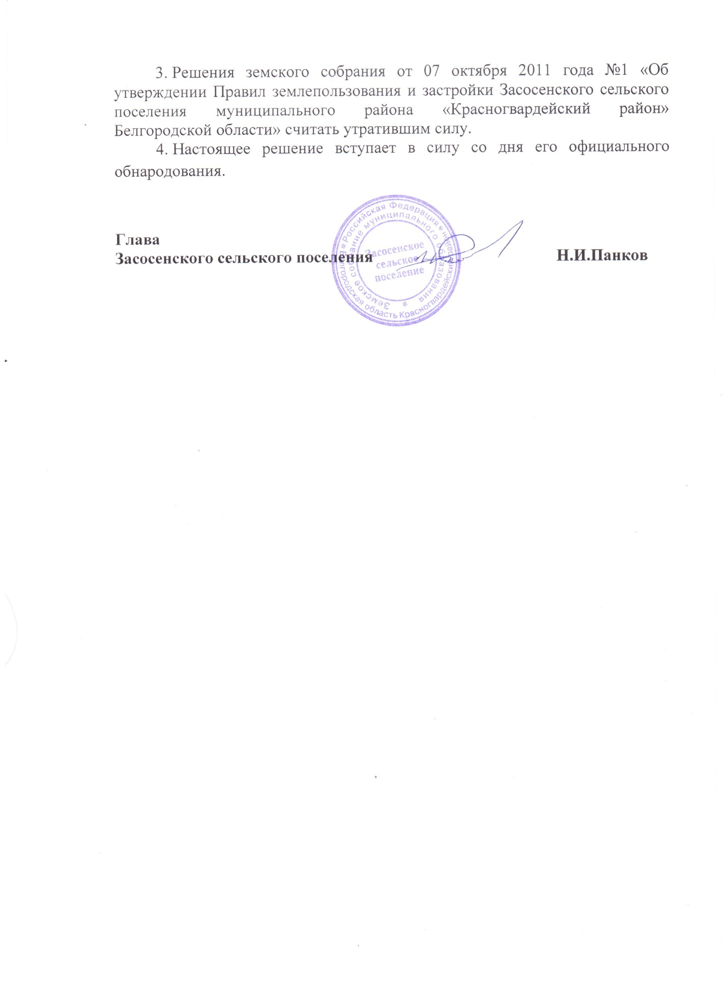 3. Решения земского собрания от 07 октября 2011 года №1 «Об
утверждении Правил землепользования и застройки Засосенского сельского
поселения муниципального района «Красногвардейский район»
Белгородской области» считать утратившим силу.
4. Настоящее решение вступает в силу со дня его официального
обнародования.
Глава
Засосенского сельского поселения
Н.И.Панков
* Российская Федерация * Белгородская область Красногвардейский район
Земское собрание муниципального образования *
Засосенское
сельское
поселение